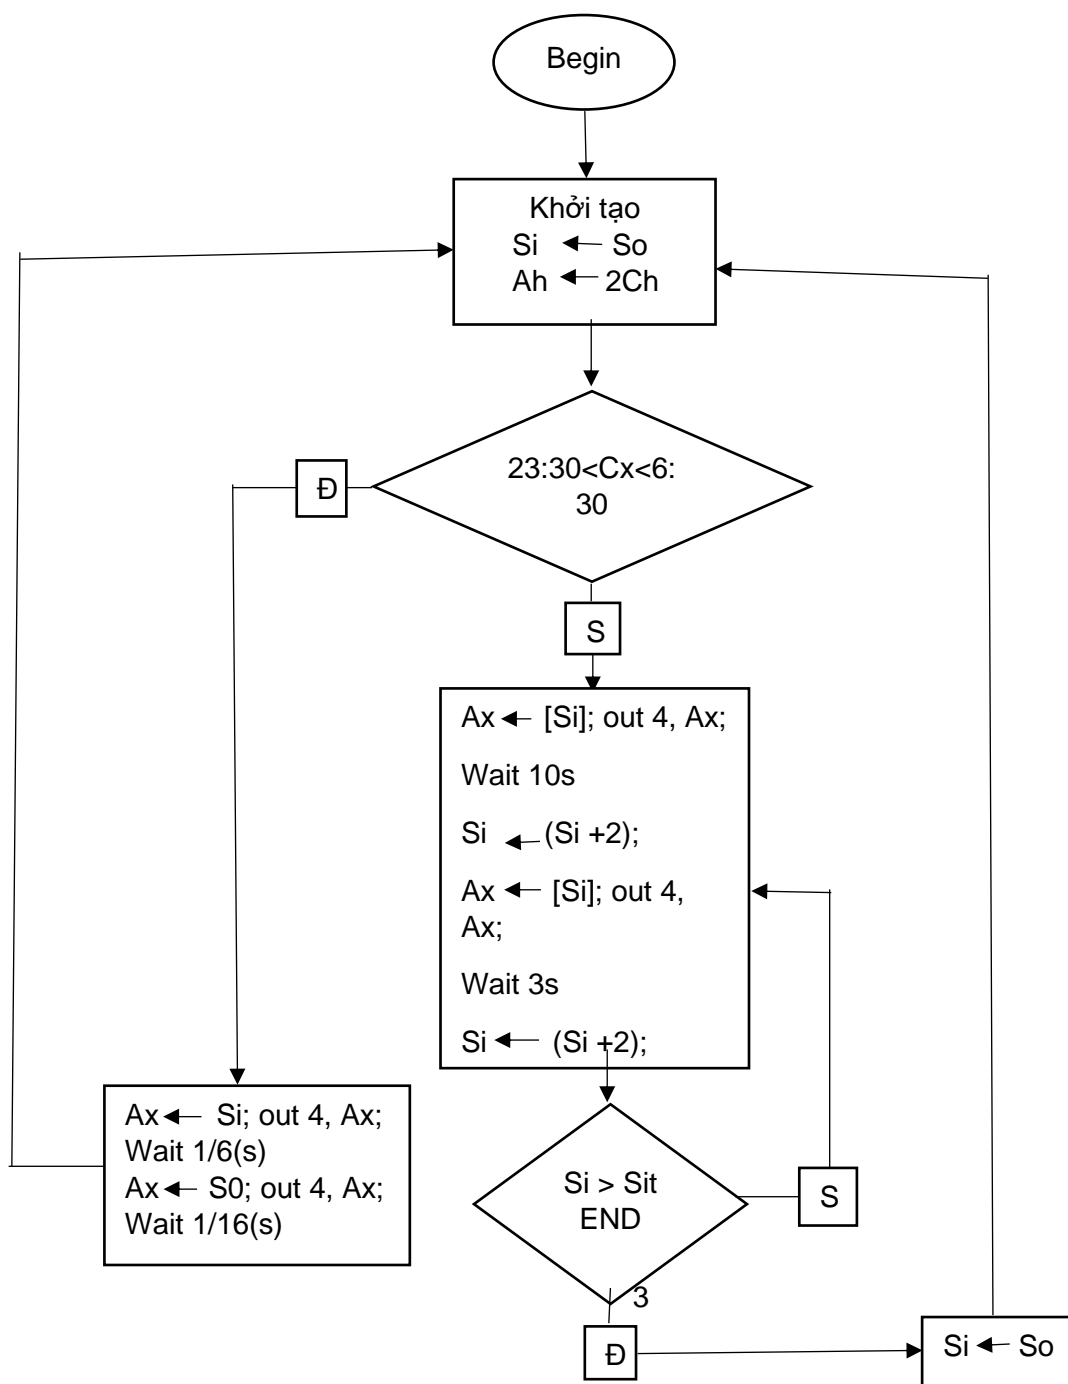 Begin
Khởi tạo
Si ← So
Ah ← 2Ch
23:30<Cx<6:
30
Đ
S
Ax ← [Si]; out 4, Ax;
Wait 10s
Si ← (Si +2);
Ax ← [Si]; out 4,
Ax;
Wait 3s
Si ← (Si +2);
Ax ← Si; out 4, Ax;
Wait 1/6(s)
Ax ← S0; out 4, Ax;
Wait 1/16(s)
Si > Sit
END
S
3
Đ
Si ← So